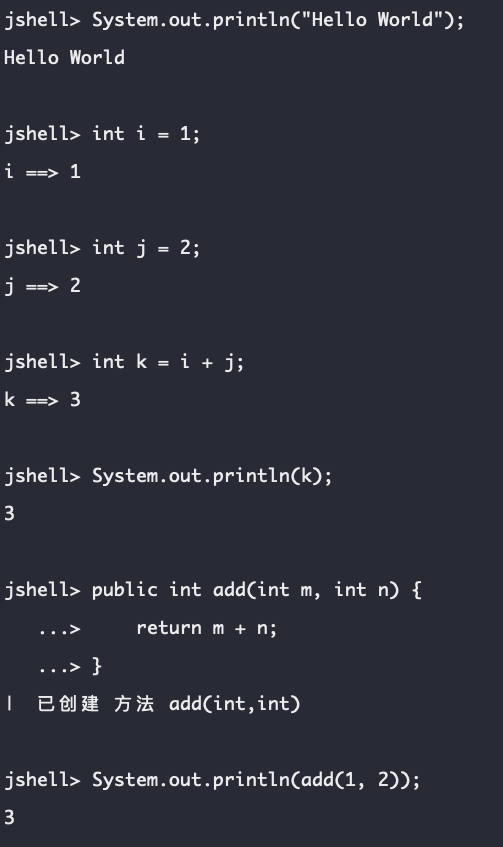 jshell> System.out.println("Hello World");
Hello World
jshell> int i = 1;
i ==> 1
jshell> int j = 2;
j ==> 2
jshell> int k = i + j;
k ==> 3
jshell> System.out.println(k);
3
jshell> public int add(int m, int n) {
   ...>     return m + n;
   ...> }
|  已创建 方法 add(int,int)
jshell> System.out.println(add(1, 2));
3